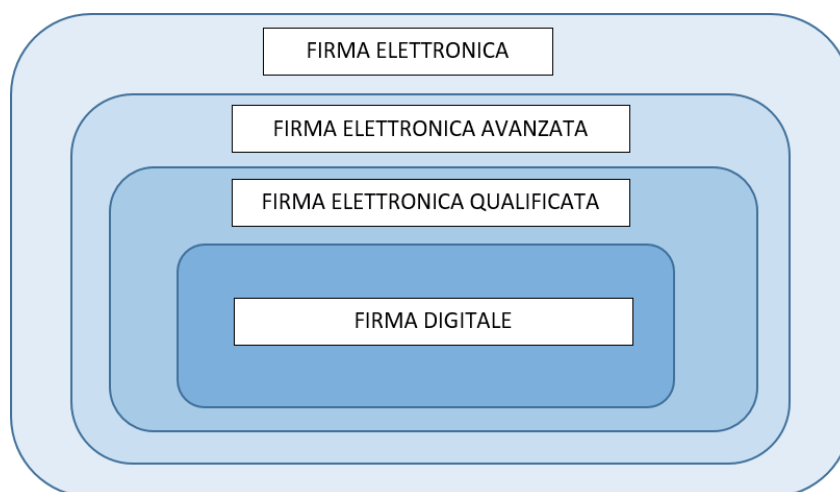 FIRMA ELETTRONICA
FIRMA ELETTRONICA AVANZATA
FIRMA ELETTRONICA QUALIFICATA
FIRMA DIGITALE